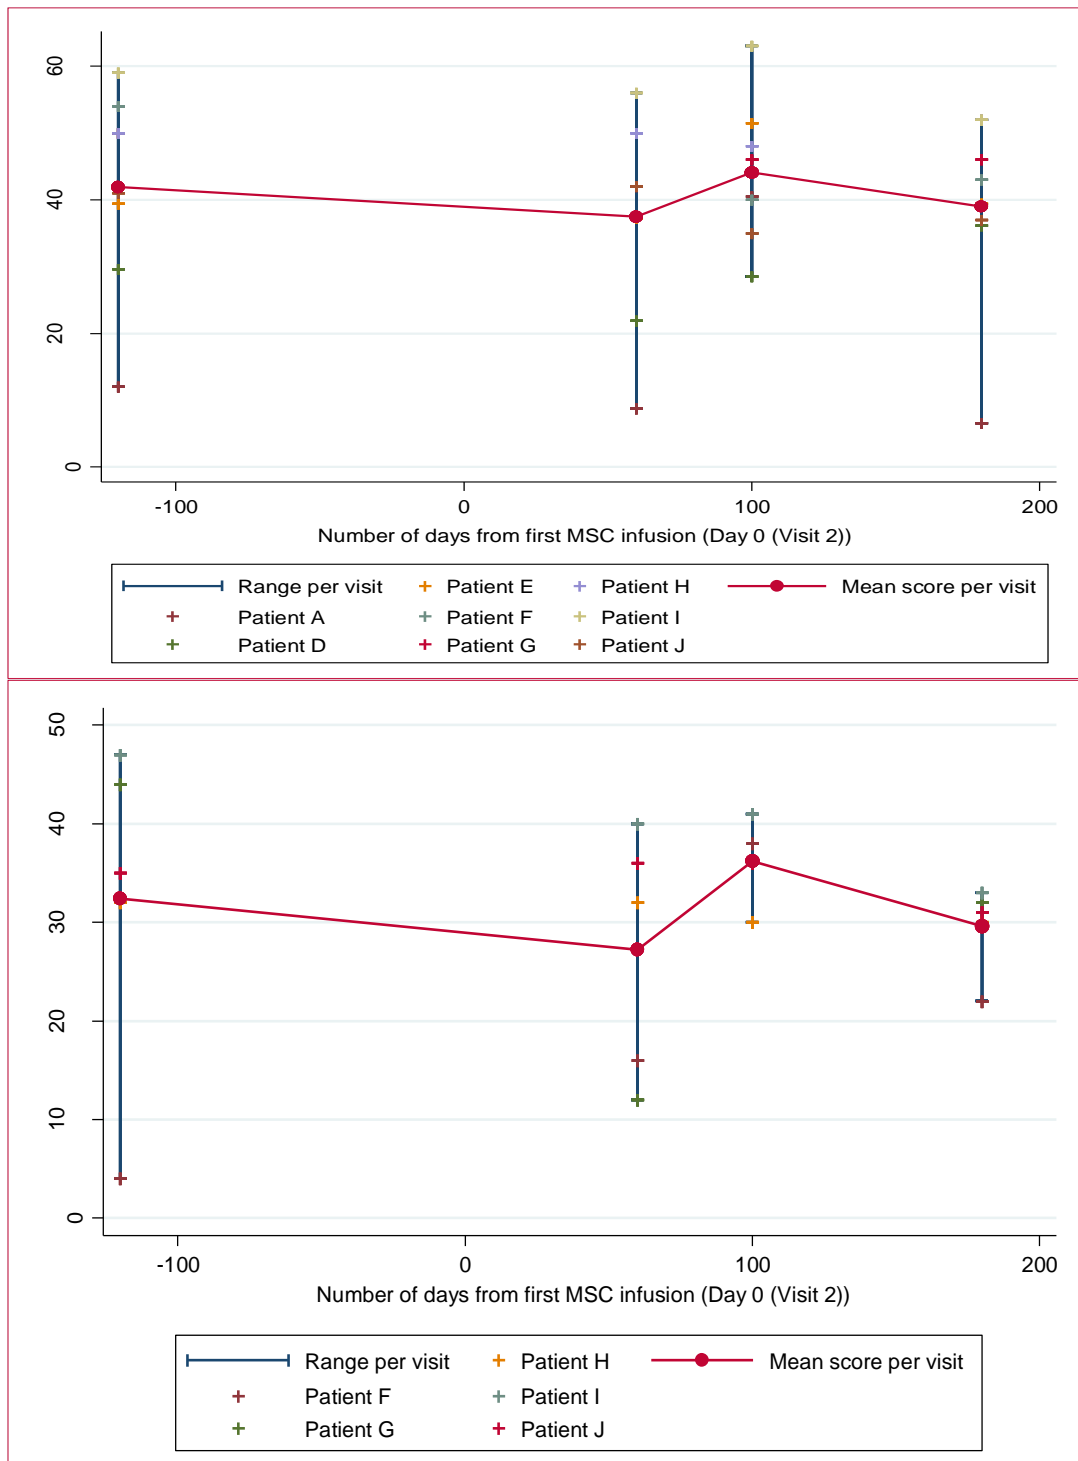 60
40
20
0
-100 0 100 200
Number of days from first MSC infusion (Day 0 (Visit 2))
Range per visit Patient E Patient H Mean score per visit
Patient A Patient F Patient I
Patient D Patient G Patient J
50
40
30
20
10
0
-100 0 100 200
Number of days from first MSC infusion (Day 0 (Visit 2))
Range per visit Patient H Mean score per visit
Patient F Patient I
Patient G Patient J